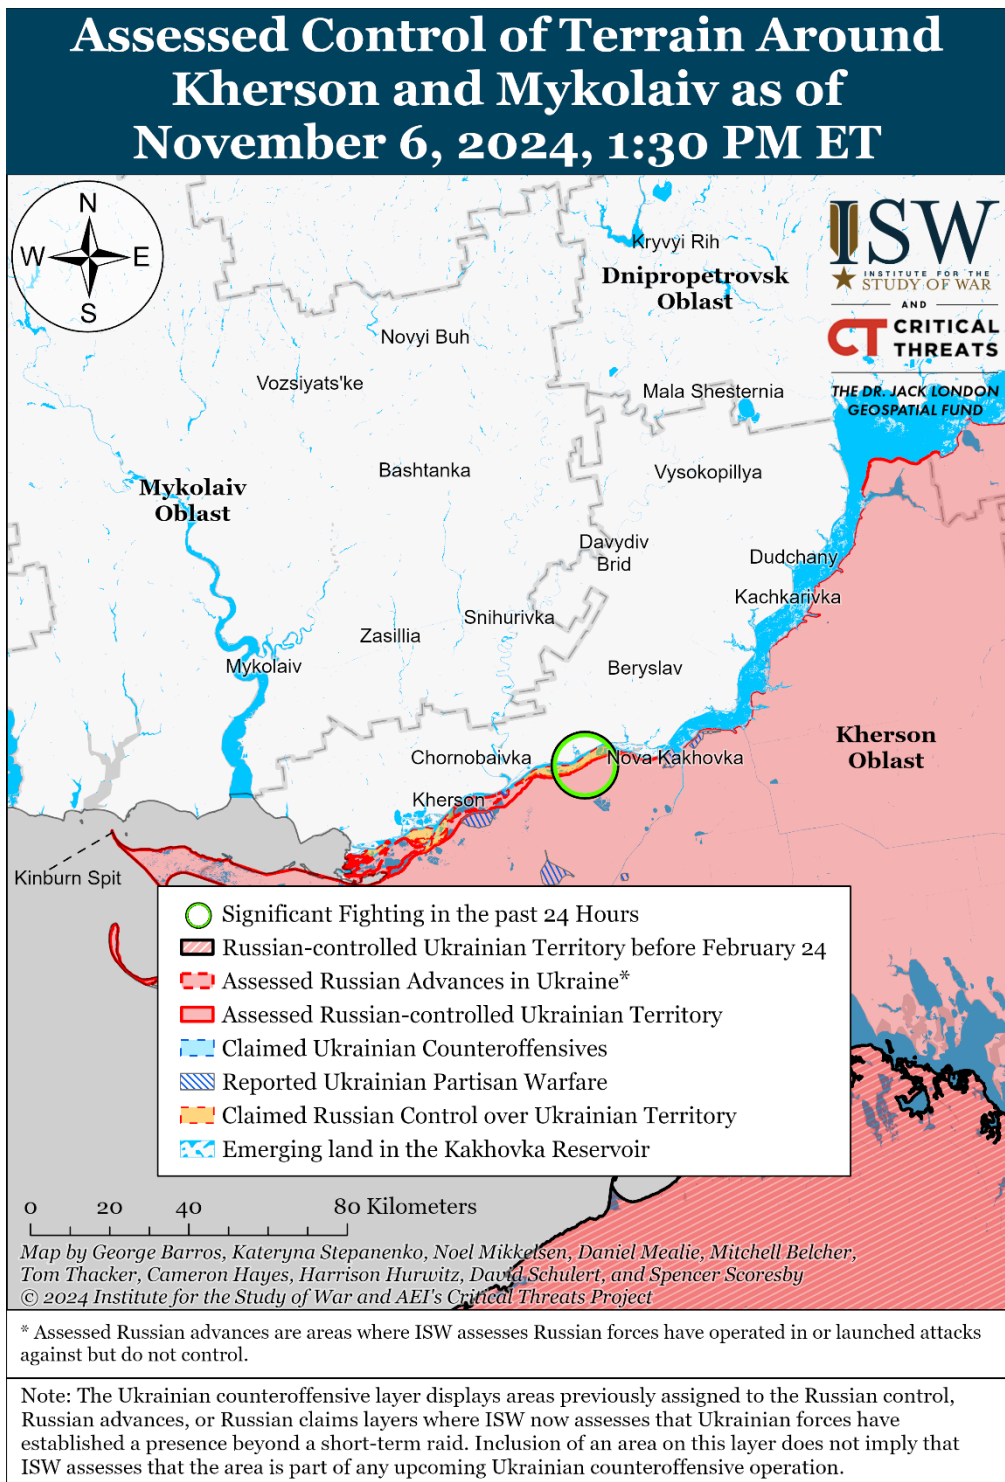 Assessed Control of Terrain Around
Kherson and Mykolaiv as of
November 6, 2024, 1:30 PM ET
N
W E
S
ISW
INSTITUTE FOR THE
STUDY OF WAR
AND
CT CRITICAL
THREATS
THE DR. JACK LONDON
GEOSPATIAL FUND
Kryvyi Rih
Dnipropetrovsk
Oblast
Novyi Buh
Vozsiyats'ke
Mala Shesternia
Bashtanka
Vysokopillya
Mykolaiv
Oblast
Davydiv
Brid
Dudchany
Kachkarivka
Snihurivka
Zasillia
Mykolaiv
Beryslav
Kherson
Oblast
Chornobaivka
Nova Kakhovka
Kherson
Kinburn Spit
Significant Fighting in the past 24 Hours
Russian-controlled Ukrainian Territory before February 24
Assessed Russian Advances in Ukraine*
Assessed Russian-controlled Ukrainian Territory
Claimed Ukrainian Counteroffensives
Reported Ukrainian Partisan Warfare
Claimed Russian Control over Ukrainian Territory
Emerging land in the Kakhovka Reservoir
0 20 40 80 Kilometers
Map by George Barros, Kateryna Stepanenko, Noel Mikkelsen, Daniel Mealie, Mitchell Belcher,
Tom Thacker, Cameron Hayes, Harrison Hurwitz, David Schulert, and Spencer Scoresby
© 2024 Institute for the Study of War and AEI's Critical Threats Project
* Assessed Russian advances are areas where ISW assesses Russian forces have operated in or launched attacks
against but do not control.
Note: The Ukrainian counteroffensive layer displays areas previously assigned to the Russian control,
Russian advances, or Russian claims layers where ISW now assesses that Ukrainian forces have
established a presence beyond a short-term raid. Inclusion of an area on this layer does not imply that
ISW assesses that the area is part of any upcoming Ukrainian counteroffensive operation.